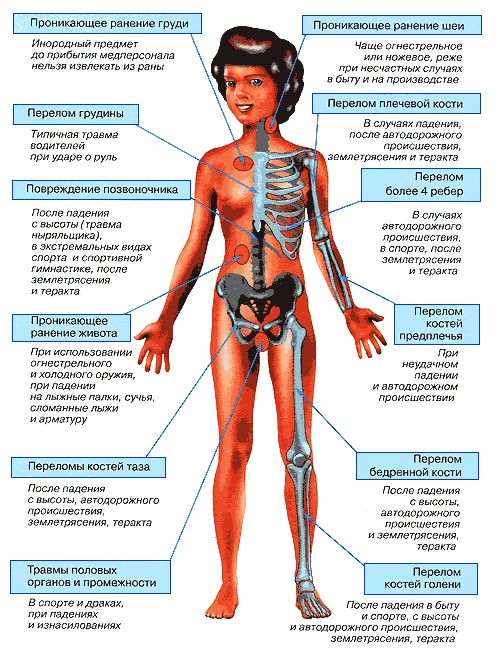 Проникающее ранение груди
Инородный предмет
до прибытия медперсонала
нельзя извлекать из раны
Перелом грудины
Типичная травма
водителей
при ударе о руль
Повреждение позвоночника
После падения
с высоты (травма
ныряльщика),
в экстремальных видах
спорта и спортивной
гимнастике, после
землетрясения
и теракта
Проникающее
ранение живота
При использовании
огнестрельного
и холодного оружия,
при падении
на лыжные палки, сучья,
сломанные лыжи
и арматуру
Переломы костей таза
После падения
с высоты, автодорожного
происшествия,
землетрясения, теракта
Травмы половых
органов и промежности
В спорте и драках,
при падениях
и изнасилованиях
Проникающее ранение шеи
Чаще огнестрельное
или ножевое, реже
при несчастных случаях
в быту и на производстве
Перелом плечевой кости
В случаях падения,
после автодорожного
происшествия,
землетрясения и теракта
Перелом
более 4 ребер
В случаях
автодорожного
происшествия,
в спорте, после
землетрясения
и теракта
Перелом
костей
предплечья
При
неудачном
падении
и автодорожном
происшествии
Перелом
бедренной кости
После падения
с высоты,
автодорожного
происшествия
и землетрясения,
теракта
Перелом
костей голени
После падения в быту
и спорте, с высоты
и автодорожного происшествия,
землетрясения, теракта